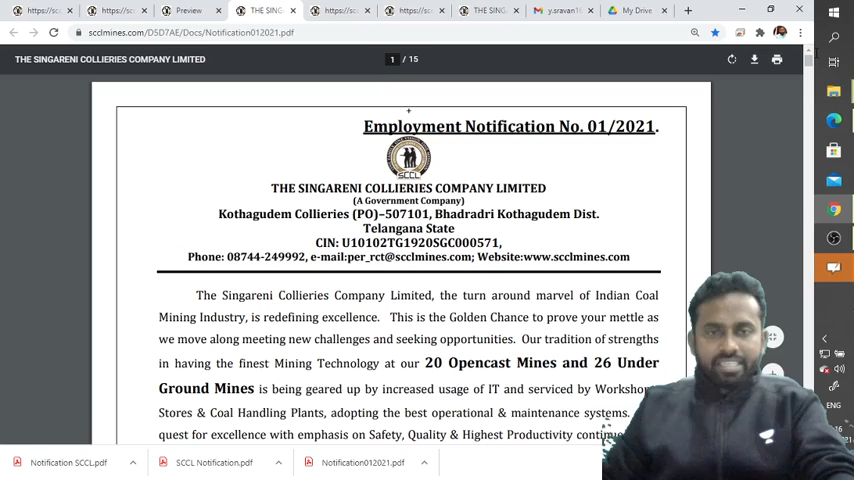 https://scc
https://scc
Preview
THE SING
https://scc
https://scc
THE SING
y.sravan16
My Drive
scclmines.com/D5D7AE/Docs/Notification012021.pdf
THE SINGARENI COLLIERIES COMPANY LIMITED
1 / 15
Employment Notification No. 01/2021.
SCCL
THE SINGARENI COLLIERIES COMPANY LIMITED
(A Government Company)
Kothagudem Collieries (PO)–507101, Bhadradri Kothagudem Dist.
Telangana State
CIN: U10102TG1920SGC000571,
Phone: 08744-249992, e-mail:per_rct@scclmines.com; Website:www.scclmines.com
The Singareni Collieries Company Limited, the turn around marvel of Indian Coal
Mining Industry, is redefining excellence. This is the Golden Chance to prove your mettle as
we move along meeting new challenges and seeking opportunities. Our tradition of strengths
in having the finest Mining Technology at our 20 Opencast Mines and 26 Under
Ground Mines is being geared up by increased usage of IT and serviced by Workshop
Stores & Coal Handling Plants, adopting the best operational & maintenance systems.
quest for excellence with emphasis on Safety, Quality & Highest Productivity
ENG
Notification SCCL.pdf
SCCL Notification.pdf
Notification012021.pdf